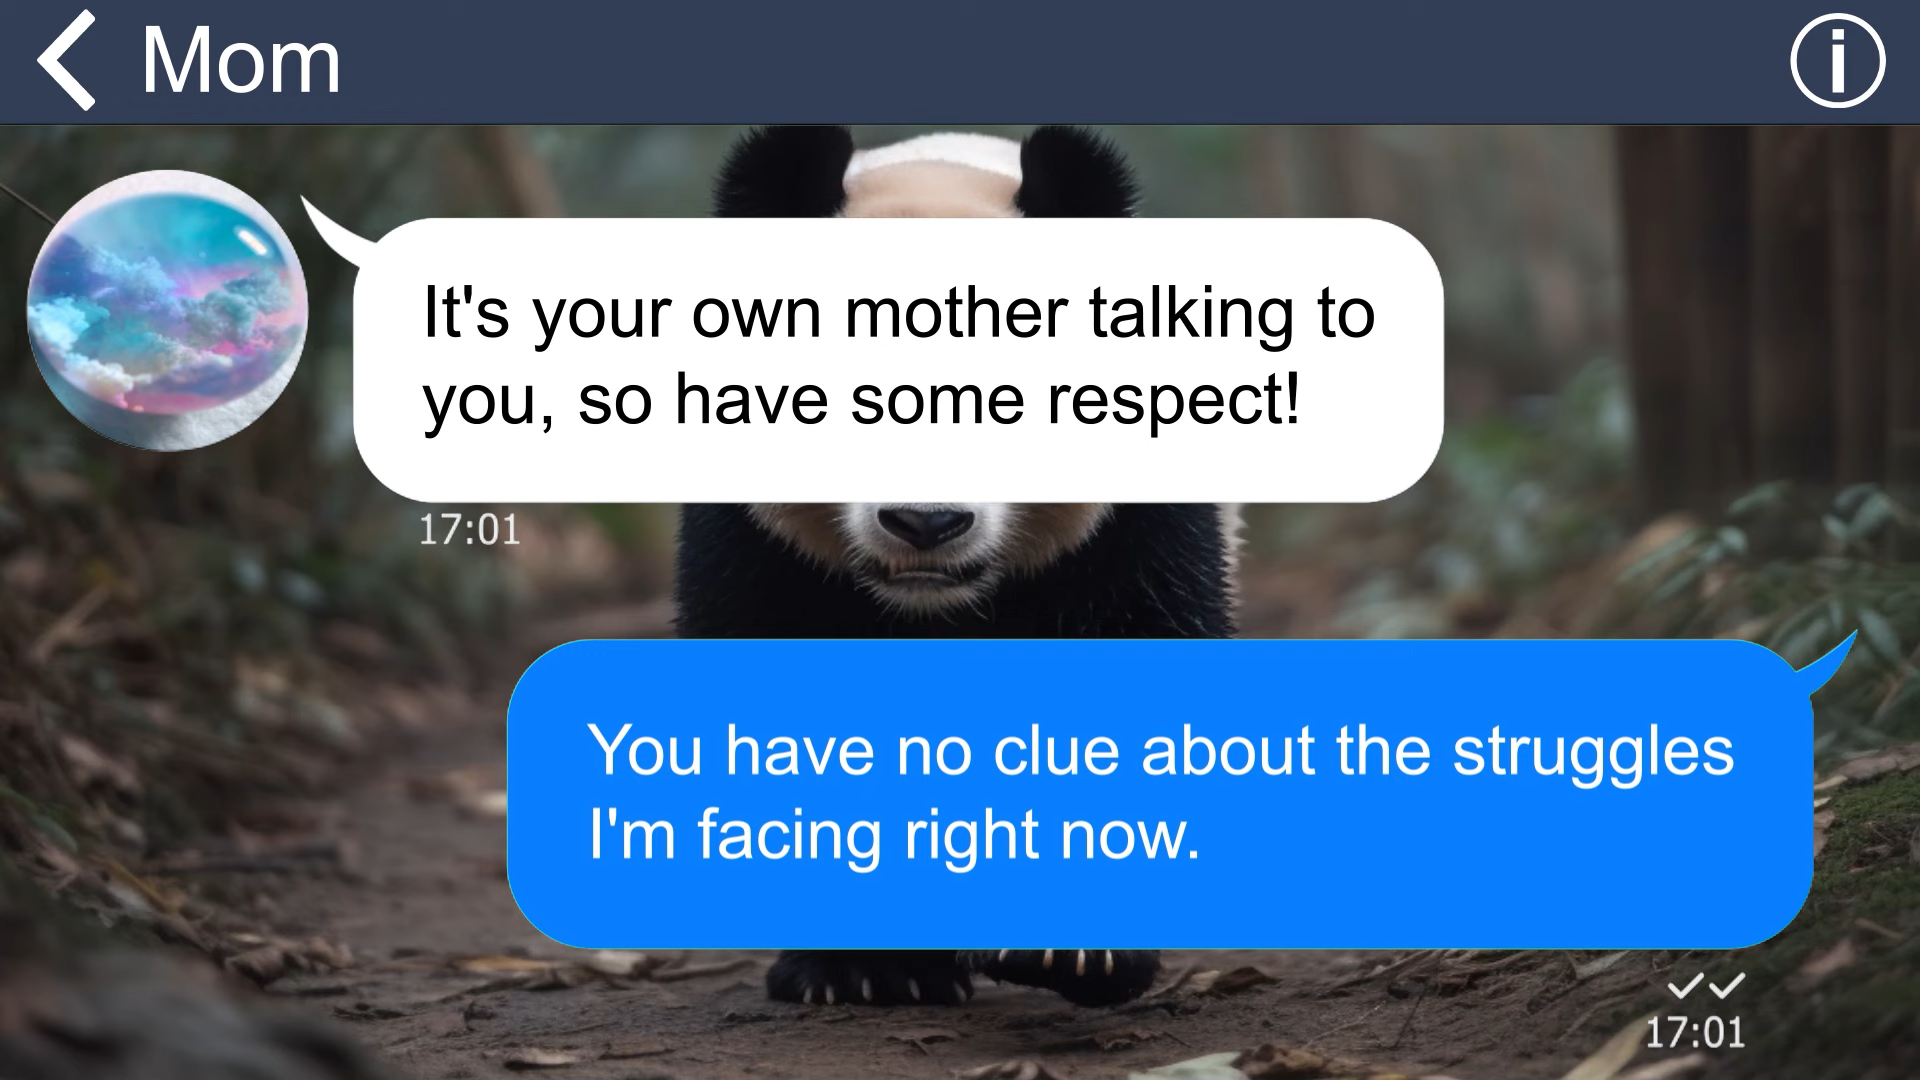 Mom
It's your own mother talking to
you, so have some respect!
17:01
You have no clue about the struggles
I'm facing right now.
17:01